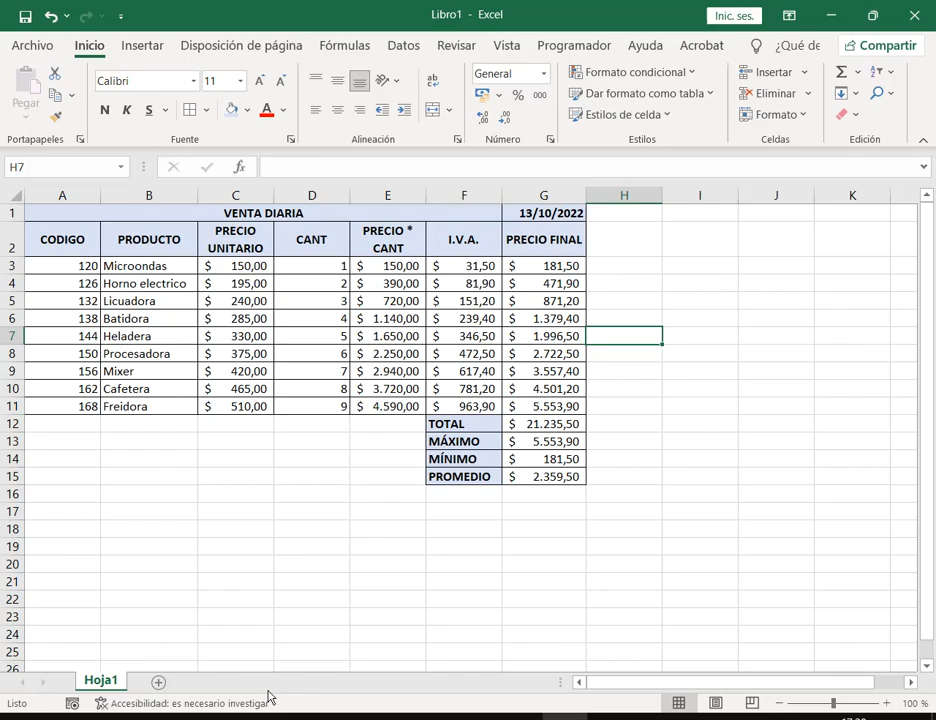 Libro1 - Excel
Inic. ses.
Archivo Inicio Insertar Disposición de página Fórmulas Datos Revisar Vista Programador Ayuda Acrobat ¿Qué de Compartir
Pegar
Calibri 11
N K S
ab
General
% 000
Formato condicional
Dar formato como tabla
Estilos de celda
Insertar
Eliminar
Formato
Portapapeles Fuente Alineación Número Estilos Celdas Edición
H7 fx
A B C D E F G H I J K
1 VENTA DIARIA 13/10/2022
2 CODIGO PRODUCTO PRECIO UNITARIO CANT PRECIO * CANT I.V.A. PRECIO FINAL
3 120 Microondas $ 150,00 1 $ 150,00 $ 31,50 $ 181,50
4 126 Horno electrico $ 195,00 2 $ 390,00 $ 81,90 $ 471,90
5 132 Licuadora $ 240,00 3 $ 720,00 $ 151,20 $ 871,20
6 138 Batidora $ 285,00 4 $ 1.140,00 $ 239,40 $ 1.379,40
7 144 Heladera $ 330,00 5 $ 1.650,00 $ 346,50 $ 1.996,50
8 150 Procesadora $ 375,00 6 $ 2.250,00 $ 472,50 $ 2.722,50
9 156 Mixer $ 420,00 7 $ 2.940,00 $ 617,40 $ 3.557,40
10 162 Cafetera $ 465,00 8 $ 3.720,00 $ 781,20 $ 4.501,20
11 168 Freidora $ 510,00 9 $ 4.590,00 $ 963,90 $ 5.553,90
12 TOTAL $ 21.235,50
13 MÁXIMO $ 5.553,90
14 MÍNIMO $ 181,50
15 PROMEDIO $ 2.359,50
16
17
18
19
20
21
22
23
24
25
26
Hoja1
Listo Accesibilidad: es necesario investigar 100 %